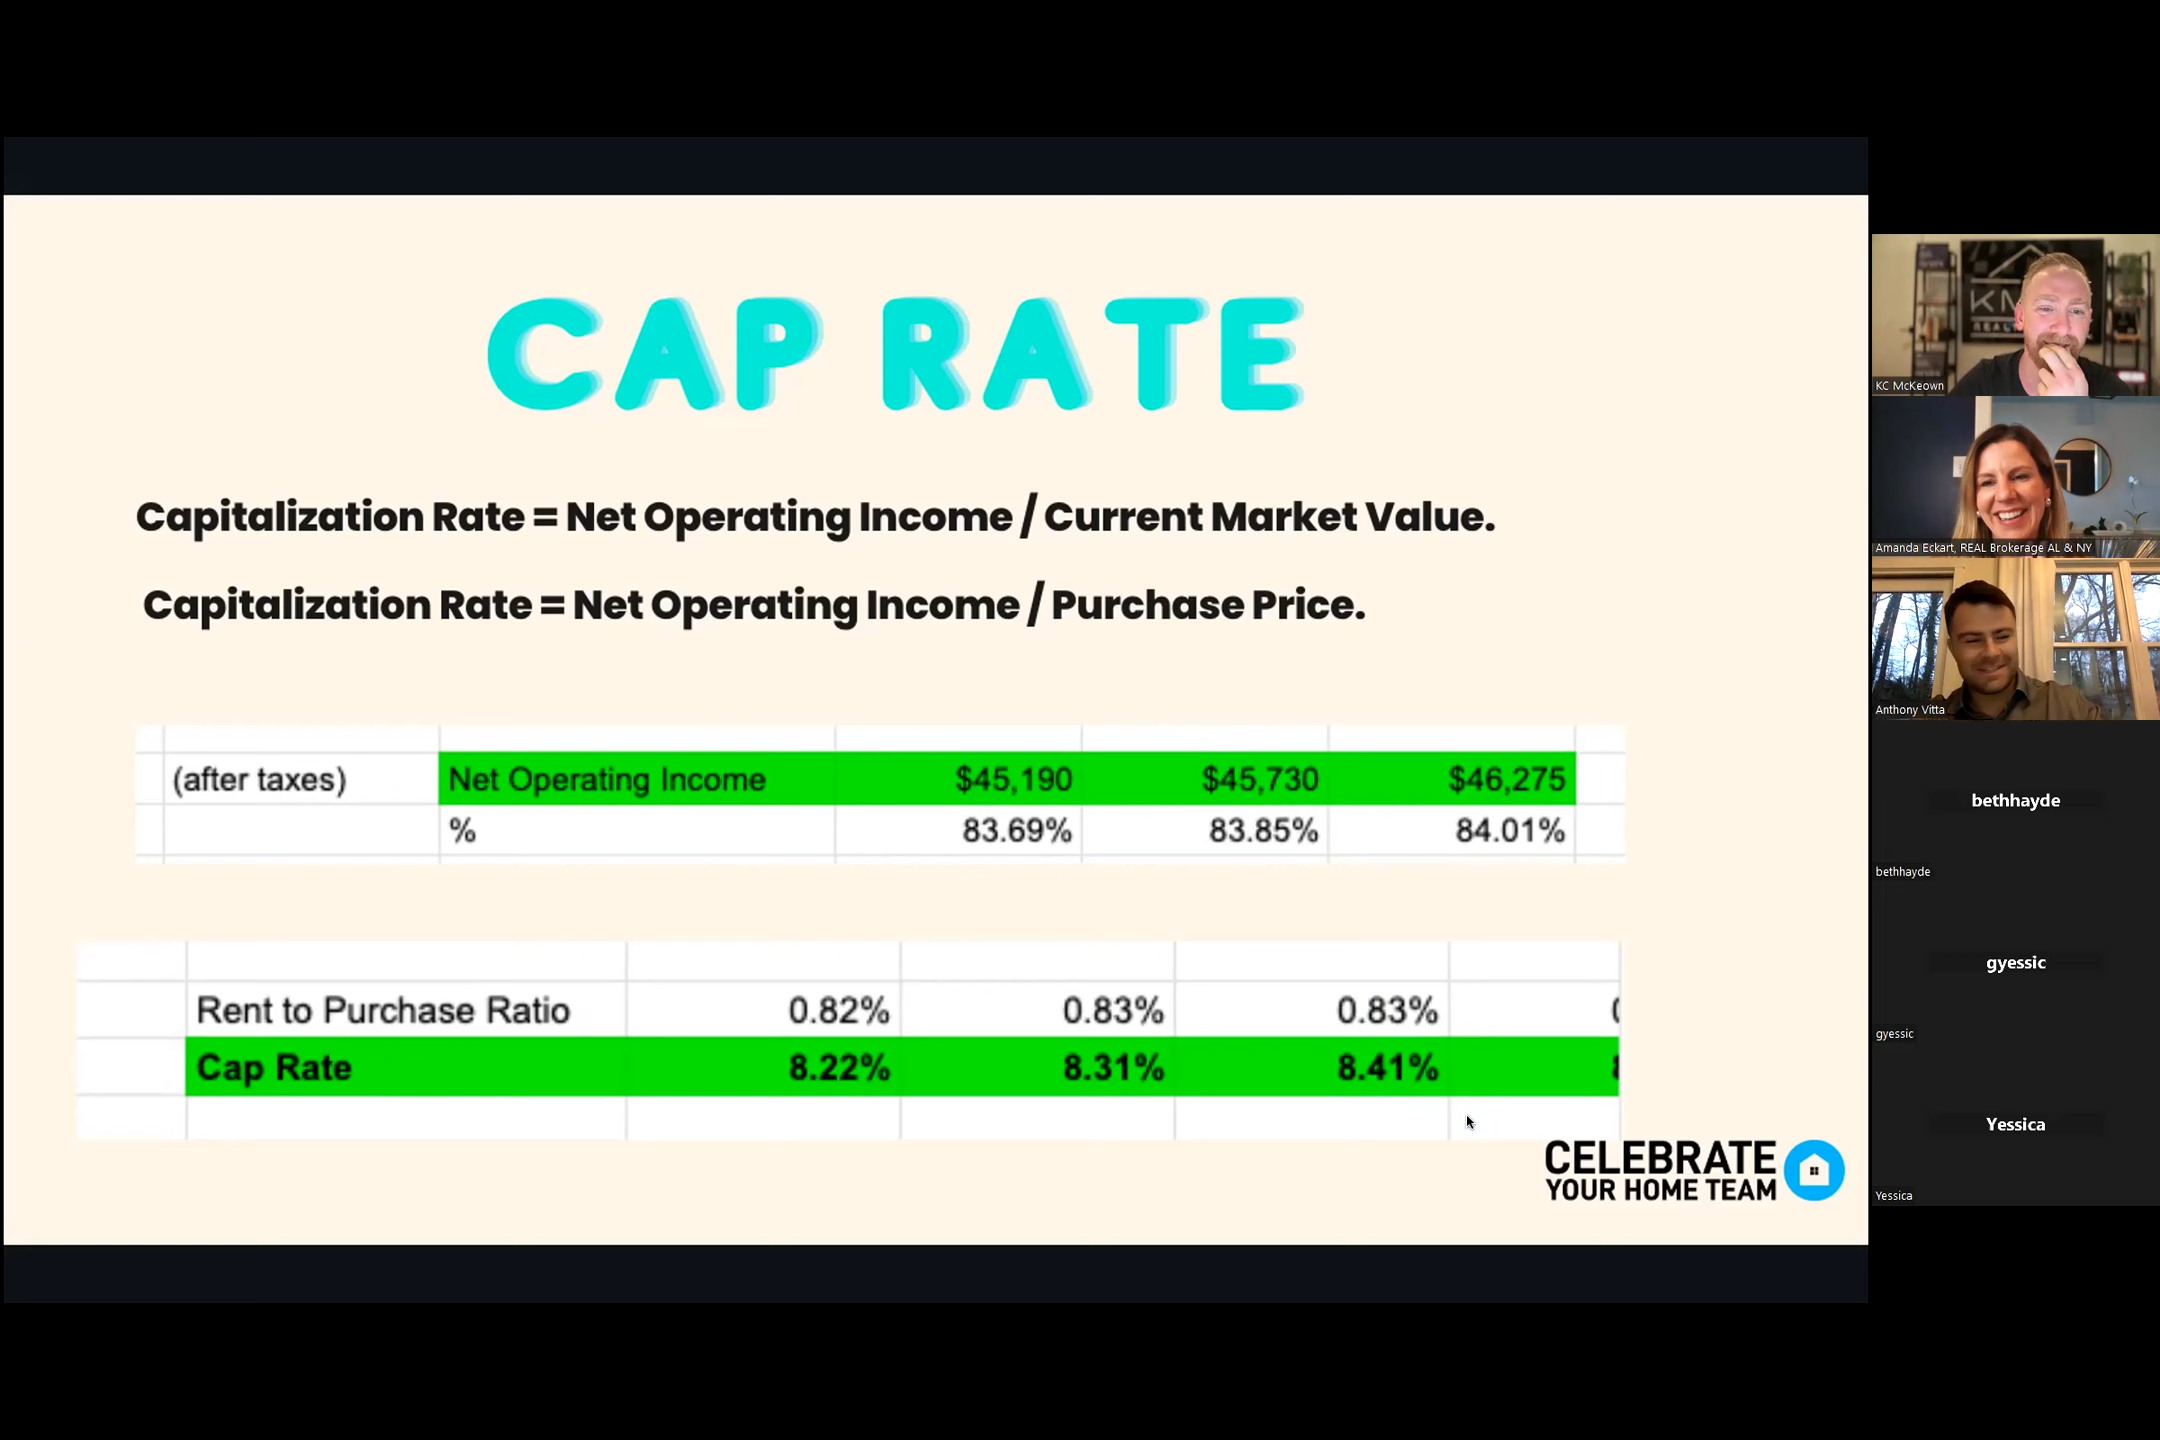 CAP RATE
Capitalization Rate = Net Operating Income / Current Market Value.
Capitalization Rate = Net Operating Income / Purchase Price.
(after taxes) Net Operating Income $45,190 $45,730 $46,275
% 83.69% 83.85% 84.01%
Rent to Purchase Ratio 0.82% 0.83% 0.83%
Cap Rate 8.22% 8.31% 8.41%
CELEBRATE
YOUR HOME TEAM
KC McKeown
Amanda Eckart, REAL Brokerage AL & NY
Anthony Vitta
bethhayde
bethhayde
gyessic
gyessic
Yessica
Yessica